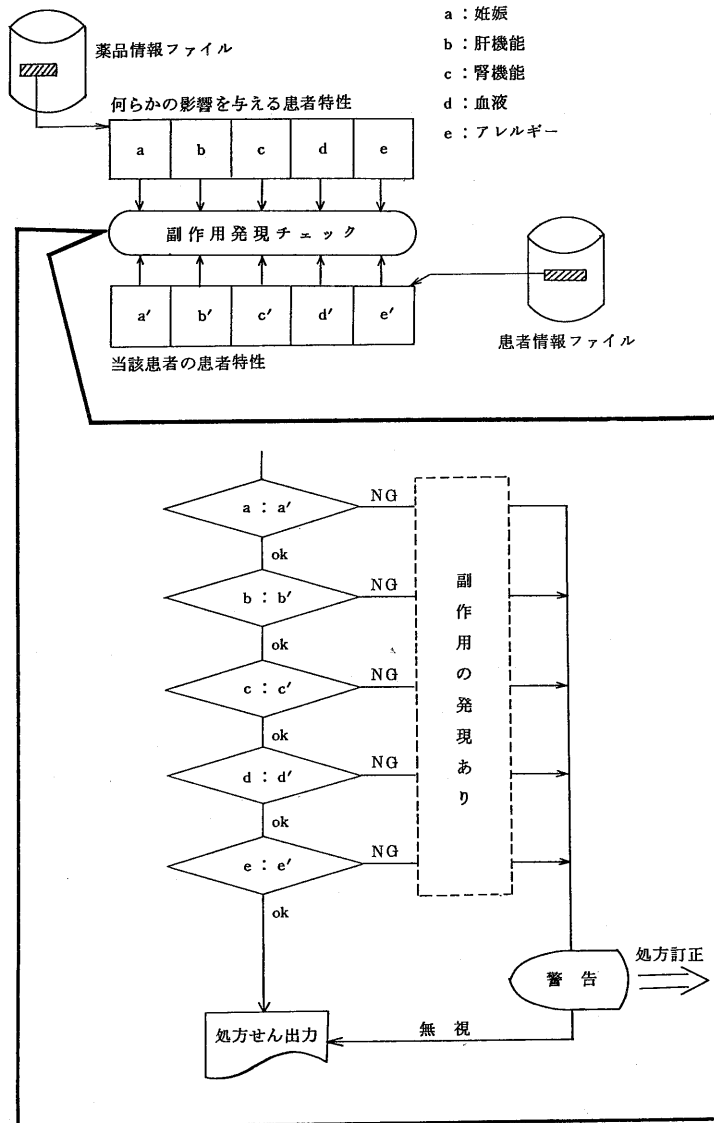 a：妊娠
b：肝機能
c：腎機能
d：血液
e：アレルギー
薬品情報ファイル
何らかの影響を与える患者特性
a b c d e
副作用発現チェック
a′ b′ c′ d′ e′
当該患者の患者特性
患者情報ファイル
a：a′
NG
ok
b：b′
NG
ok
c：c′
NG
ok
d：d′
NG
ok
e：e′
NG
ok
副作用の発現あり
警告
処方訂正
無視
処方せん出力